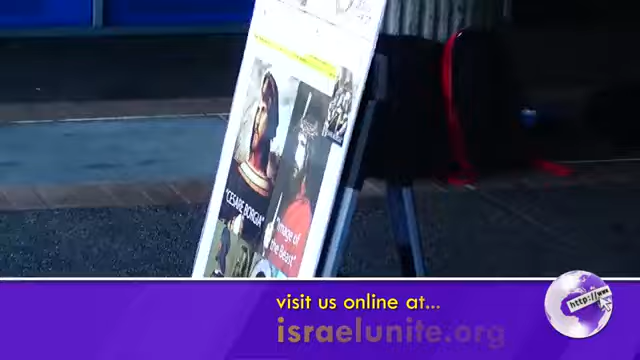 "CESARE BORGIA"
"Image of
the Beast"
visit us online at...
israelunite.org
http://www